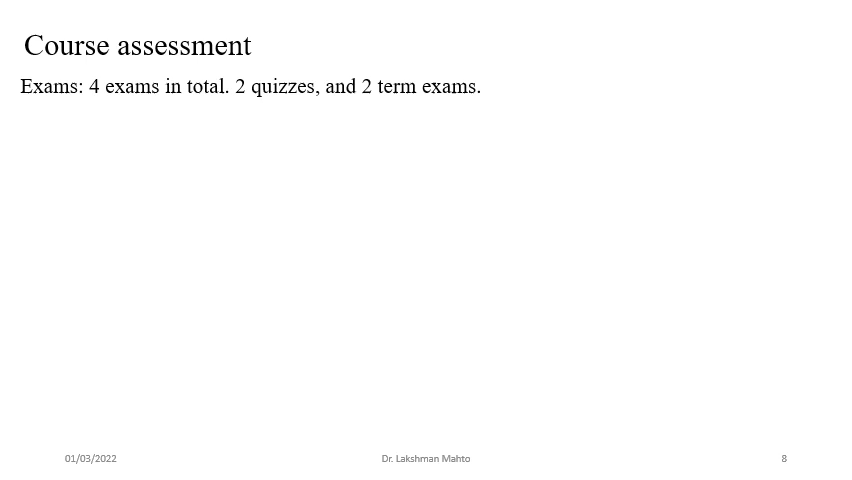 Course assessment
Exams: 4 exams in total. 2 quizzes, and 2 term exams.
01/03/2022
Dr. Lakshman Mahto
8